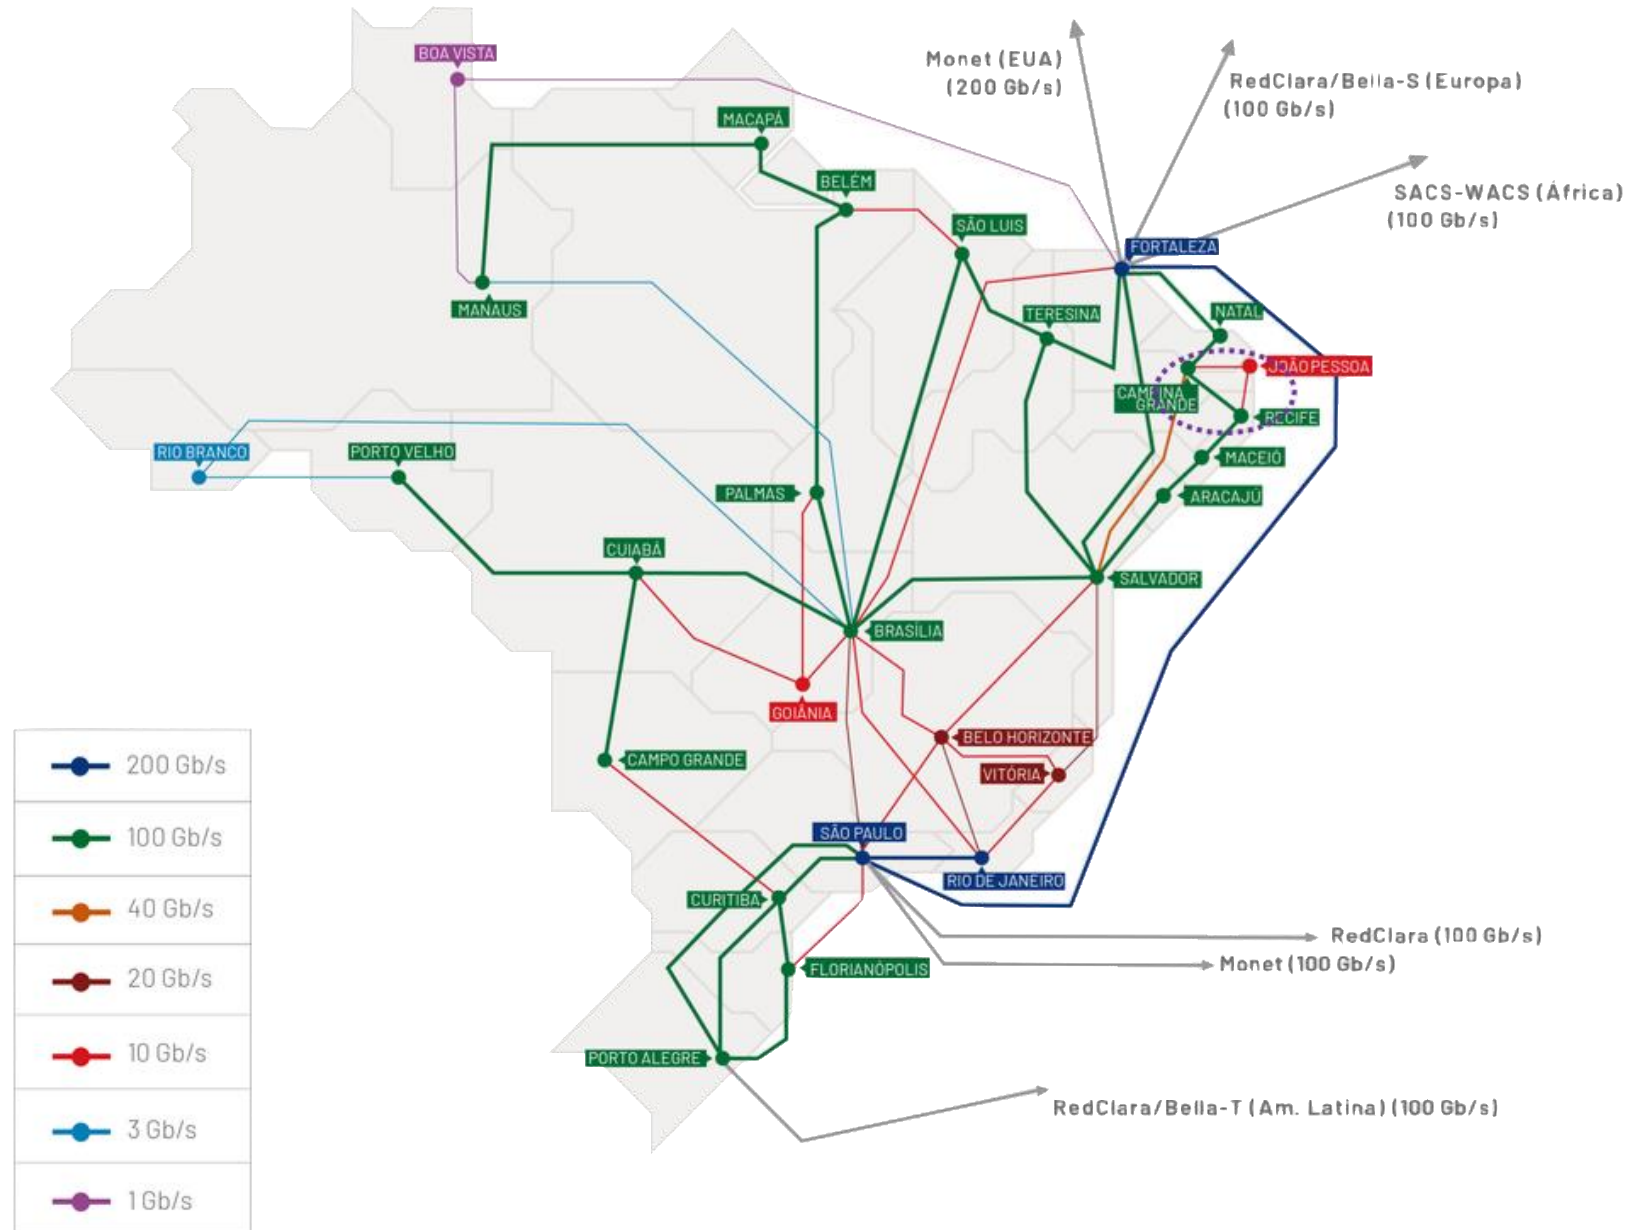 BOA VISTA
Monet (EUA)
(200 Gb/s)
RedClara/Bella-S (Europa)
(100 Gb/s)
MACAPÁ
BELÉM
SACS-WACS (África)
(100 Gb/s)
SÃO LUIS
FORTALEZA
MANAUS
TERESINA
NATAL
JOÃO PESSOA
CAMPINA
GRANDE
RECIFE
RIO BRANCO
PORTO VELHO
MACEIÓ
PALMAS
ARACAJÚ
CUIABÁ
SALVADOR
BRASÍLIA
GOIÂNIA
BELO HORIZONTE
CAMPO GRANDE
VITÓRIA
SÃO PAULO
RIO DE JANEIRO
CURITIBA
RedClara (100 Gb/s)
Monet (100 Gb/s)
FLORIANÓPOLIS
PORTO ALEGRE
RedClara/Bella-T (Am. Latina) (100 Gb/s)
200 Gb/s
100 Gb/s
40 Gb/s
20 Gb/s
10 Gb/s
3 Gb/s
1 Gb/s